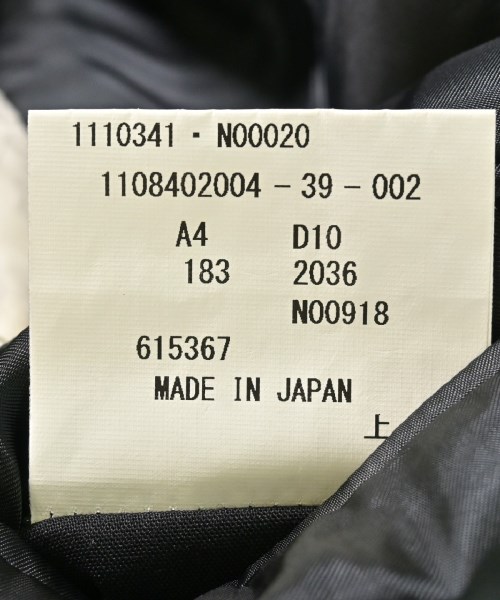 1110341 · N00020
1108402004 - 39 - 002
A4 D10
183 2036
N00918
615367
MADE IN JAPAN
上